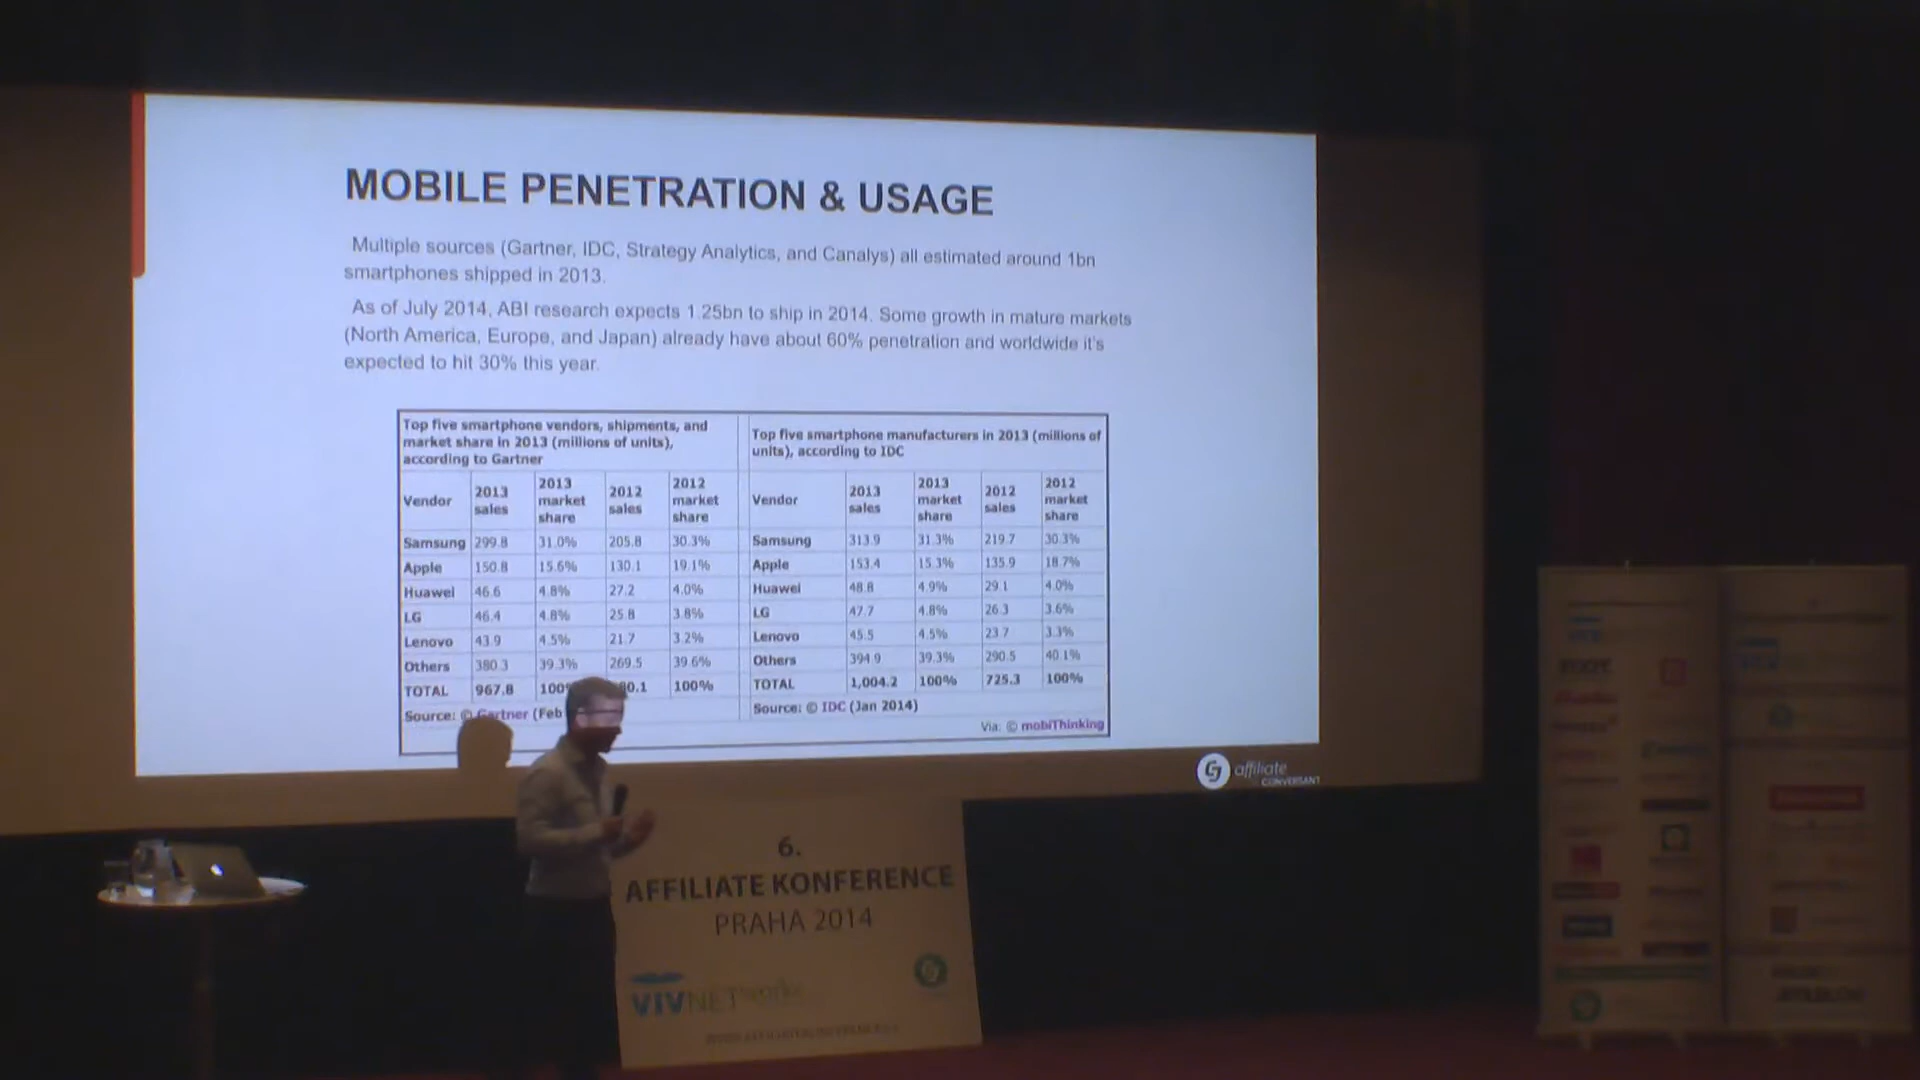 MOBILE PENETRATION & USAGE
Multiple sources (Gartner, IDC, Strategy Analytics, and Canalys) all estimated around 1bn
smartphones shipped in 2013.
As of July 2014, ABI research expects 1.25bn to ship in 2014. Some growth in mature markets
(North America, Europe, and Japan) already have about 60% penetration and worldwide it's
expected to hit 30% this year.
Top five smartphone vendors, shipments, and
market share in 2013 (millions of units),
according to Gartner
Vendor 2013 sales 2013 market share 2012 sales 2012 market share
Samsung 299.8 31.0% 205.8 30.3%
Apple 150.8 15.6% 130.1 19.1%
Huawei 46.6 4.8% 27.2 4.0%
LG 46.4 4.8% 25.8 3.8%
Lenovo 43.9 4.5% 21.7 3.2%
Others 380.3 39.3% 269.5 39.6%
TOTAL 967.8 100% 80.1 100%
Source: © Gartner (Feb
Top five smartphone manufacturers in 2013 (millions of
units), according to IDC
Vendor 2013 sales 2013 market share 2012 sales 2012 market share
Samsung 313.9 31.3% 219.7 30.3%
Apple 153.4 15.3% 135.9 18.7%
Huawei 48.8 4.9% 29.1 4.0%
LG 47.7 4.8% 26.3 3.6%
Lenovo 45.5 4.5% 23.7 3.3%
Others 394.9 39.3% 290.5 40.1%
TOTAL 1,004.2 100% 725.3 100%
Source: © IDC (Jan 2014)
Via: © mobiThinking
affiliate
CONVERSANT
6.
AFFILIATE KONFERENCE
PRAHA 2014
VIVNETworks